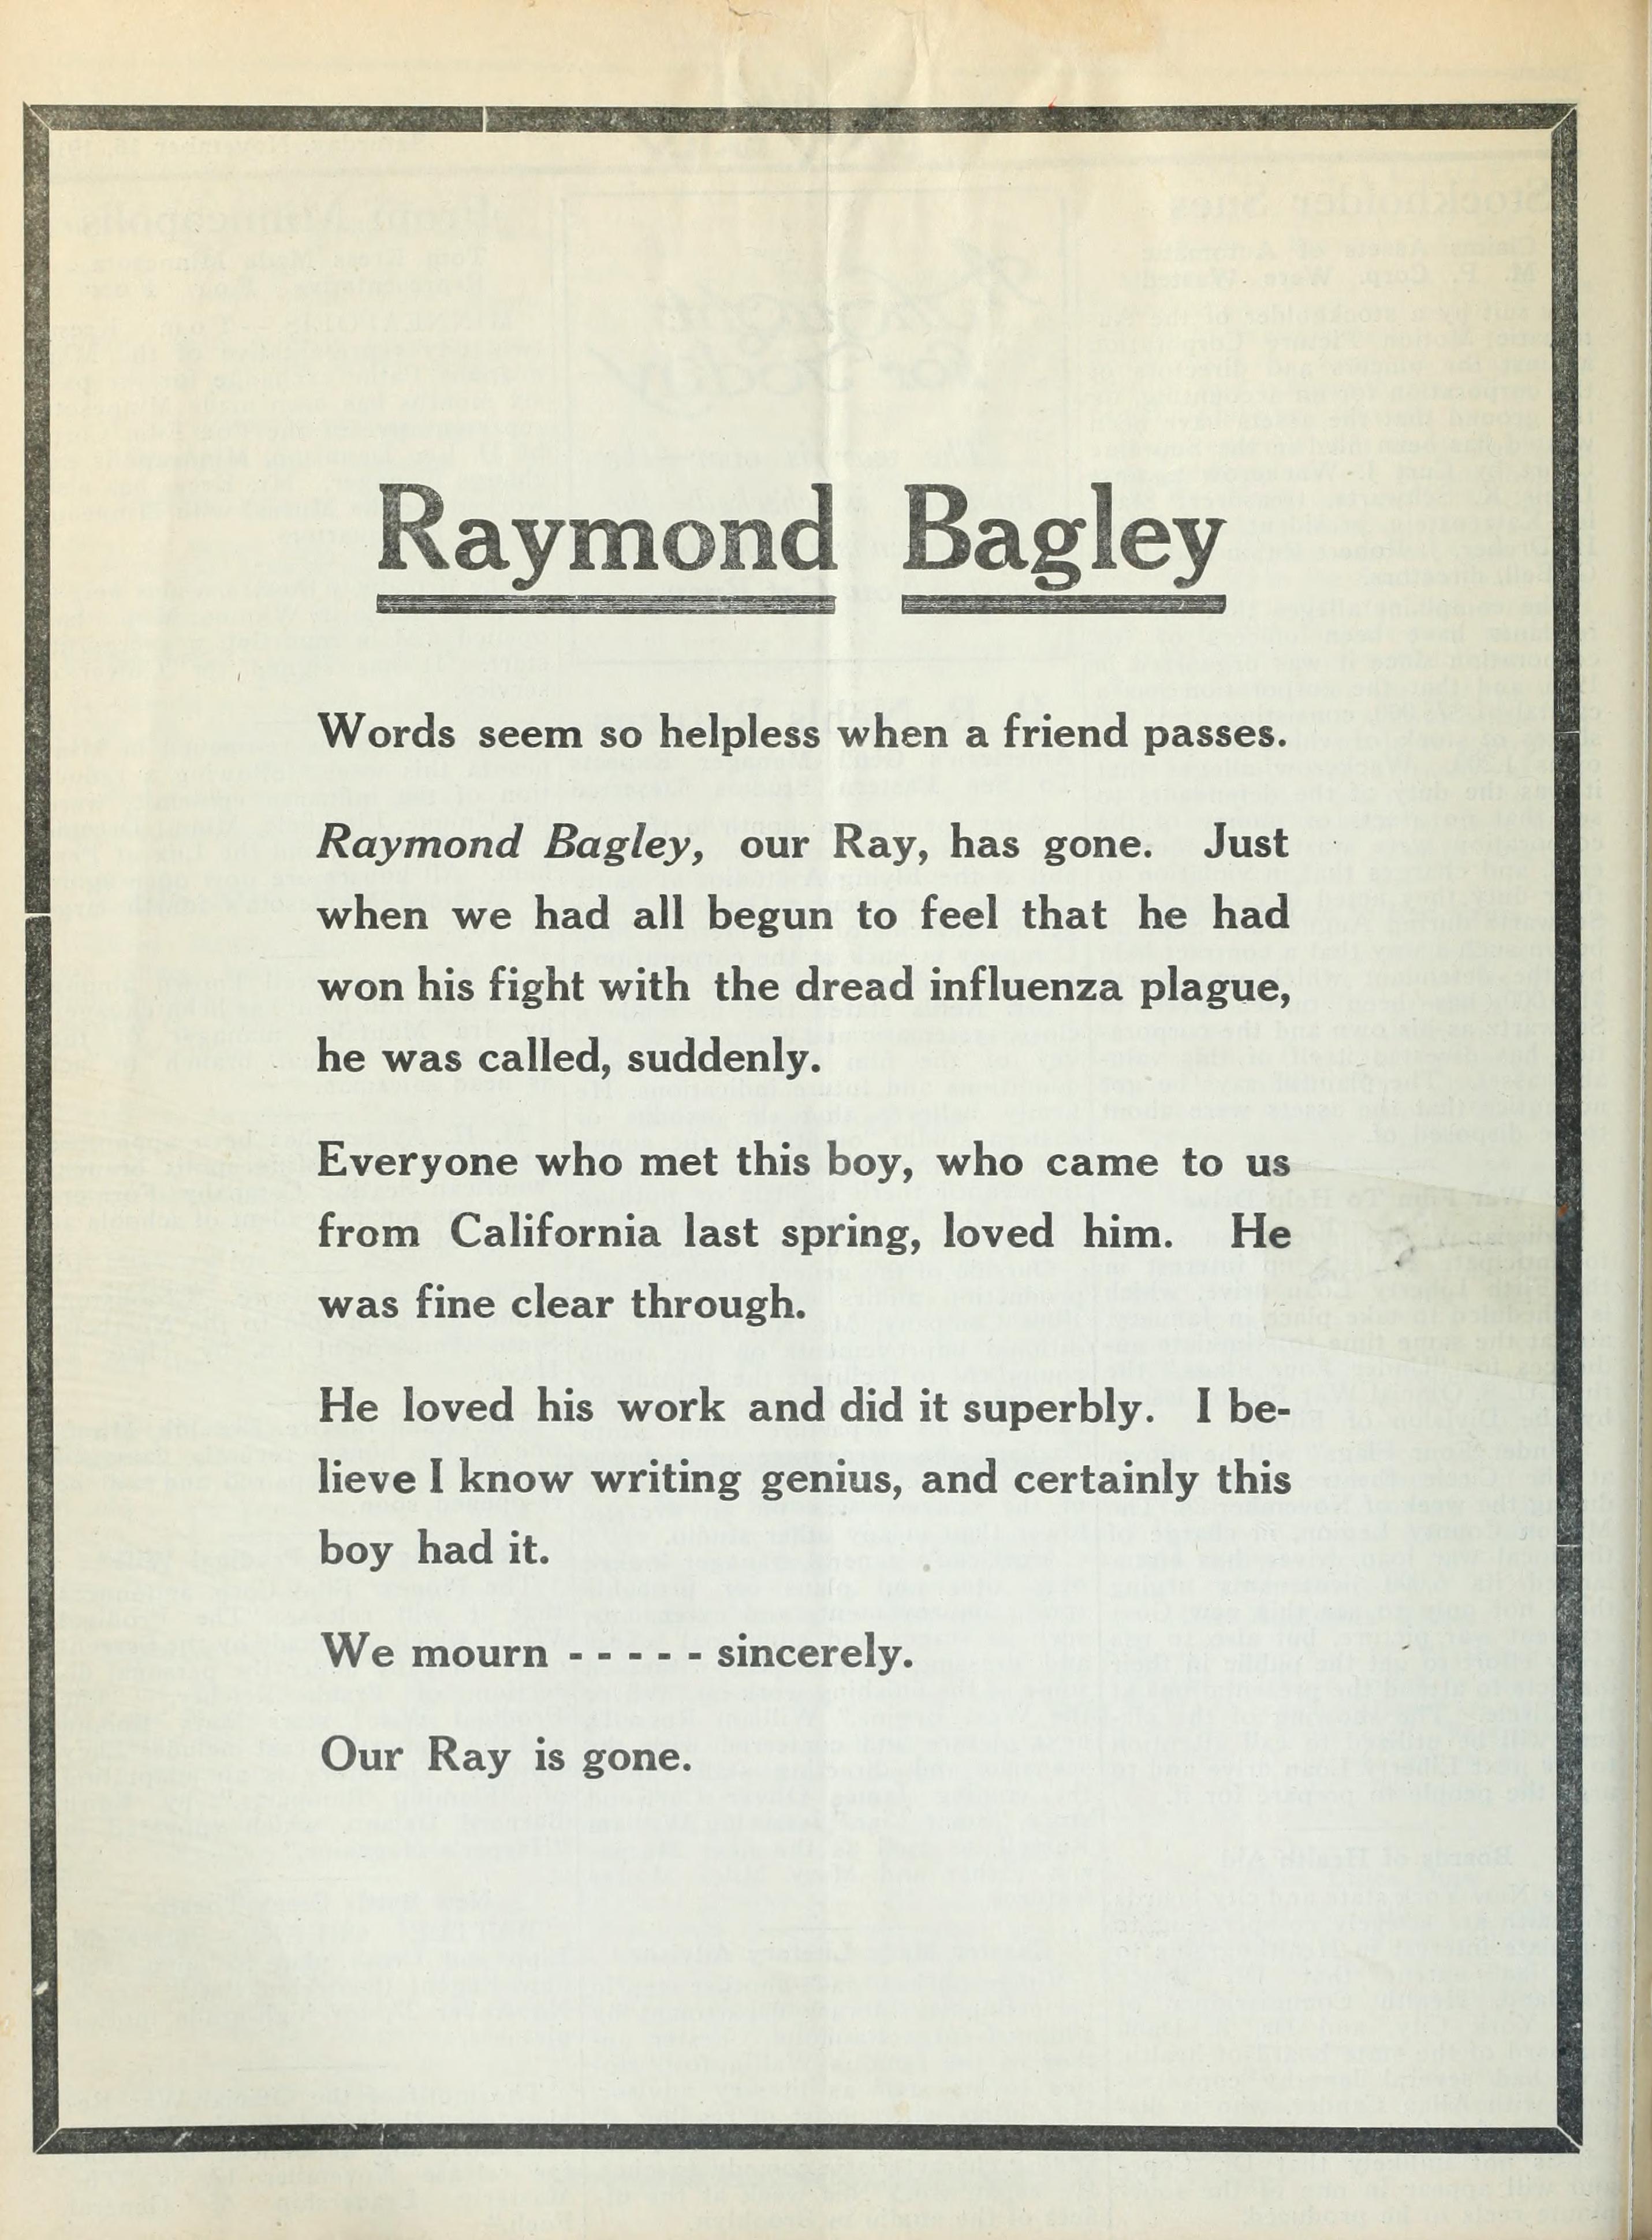 Raymond Bagley
Words seem so helpless when a friend passes.
Raymond Bagley, our Ray, has gone. Just
when we had all begun to feel that he had
won his fight with the dread influenza plague,
he was called, suddenly.
Everyone who met this boy, who came to us
from California last spring, loved him. He
was fine clear through.
He loved his work and did it superbly. I be-
lieve I know writing genius, and certainly this
boy had it.
We mourn - - - - - sincerely.
Our Ray is gone.